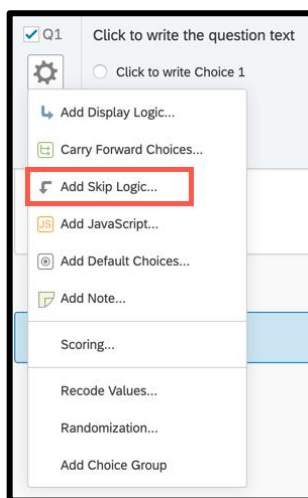 Q1 Click to write the question text
Click to write Choice 1
Add Display Logic...
Carry Forward Choices...
Add Skip Logic...
JS Add JavaScript...
Add Default Choices...
Add Note...
Scoring...
Recode Values...
Randomization...
Add Choice Group